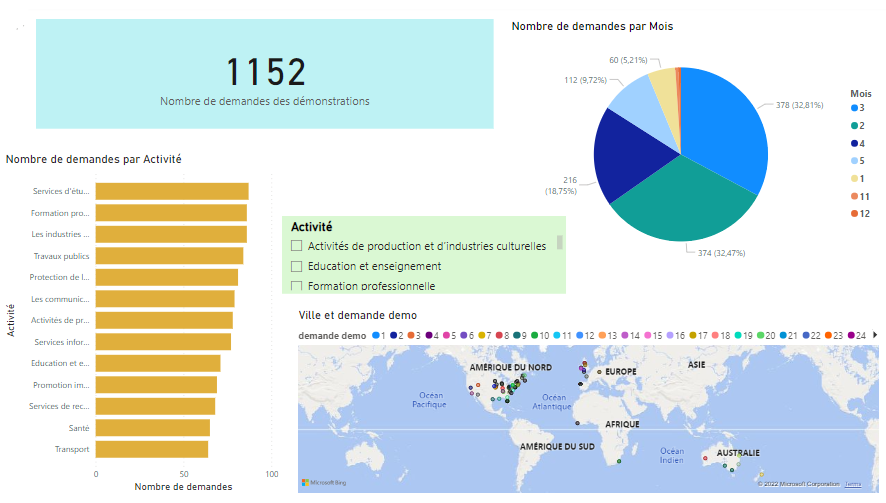 1152
Nombre de demandes des démonstrations
Nombre de demandes par Mois
60 (5,21%)
112 (9,72%)
378 (32,81%)
216
(18,75%)
374 (32,47%)
Mois
3
2
4
5
1
11
12
Nombre de demandes par Activité
Activité
Services d'étu...
Formation pro...
Les industries ...
Travaux publics
Protection de l...
Les communic...
Activités de pr...
Services infor...
Education et e...
Promotion im...
Services de rec...
Santé
Transport
0 50 100
Nombre de demandes
Activité
Activités de production et d'industries culturelles
Education et enseignement
Formation professionnelle
Ville et demande demo
demande demo 1 2 3 4 5 6 7 8 9 10 11 12 13 14 15 16 17 18 19 20 21 22 23 24
AMÉRIQUE DU NORD
EUROPE
ASIE
Océan
Pacifique
Océan
Atlantique
AFRIQUE
AMÉRIQUE DU SUD
Océan
Indien
AUSTRALIE
Microsoft Bing
© 2022 Microsoft Corporation Terms